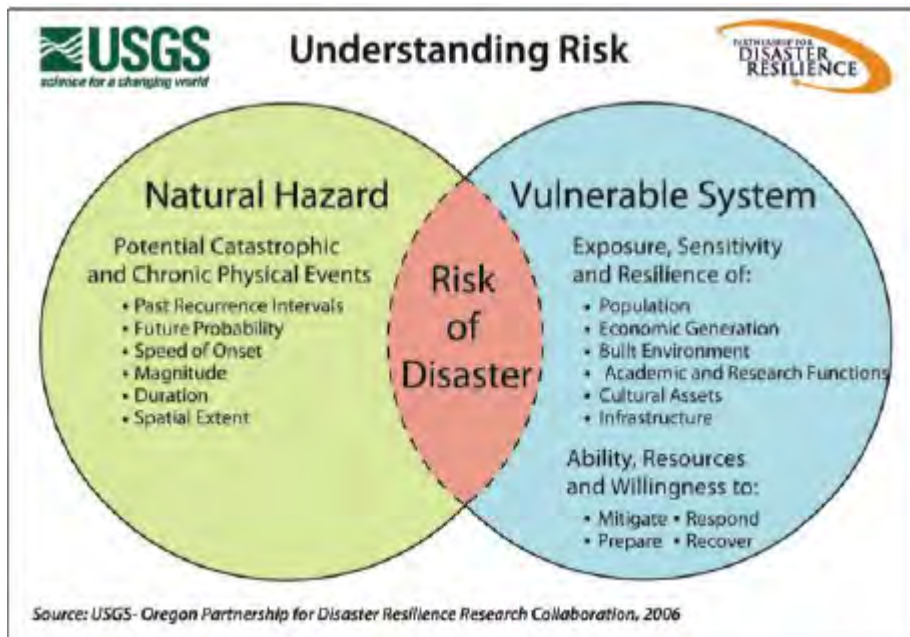 USGS
science for a changing world
Understanding Risk
PARTNERSHIP FOR
DISASTER
RESILIENCE
Natural Hazard
Potential Catastrophic
and Chronic Physical Events
• Past Recurrence Intervals
• Future Probability
• Speed of Onset
• Magnitude
• Duration
• Spatial Extent
Risk
of
Disaster
Vulnerable System
Exposure, Sensitivity
and Resilience of:
• Population
• Economic Generation
• Built Environment
• Academic and Research Functions
• Cultural Assets
• Infrastructure
Ability, Resources
and Willingness to:
• Mitigate • Respond
• Prepare • Recover
Source: USGS- Oregon Partnership for Disaster Resilience Research Collaboration, 2006